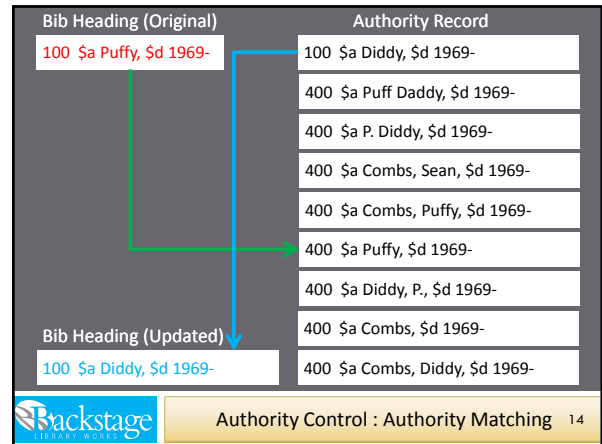 Bib Heading (Original)
100 $a Puffy, $d 1969-
Authority Record
100 $a Diddy, $d 1969-
400 $a Puff Daddy, $d 1969-
400 $a P. Diddy, $d 1969-
400 $a Combs, Sean, $d 1969-
400 $a Combs, Puffy, $d 1969-
400 $a Puffy, $d 1969-
400 $a Diddy, P., $d 1969-
400 $a Combs, $d 1969-
400 $a Combs, Diddy, $d 1969-
Bib Heading (Updated)
100 $a Diddy, $d 1969-
Backstage
LIBRARY WORKS
Authority Control : Authority Matching 14